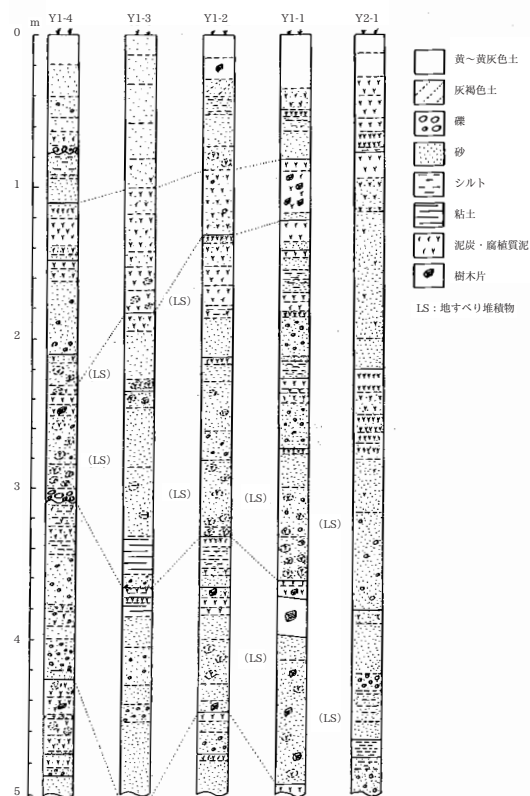 m Y1-4 Y1-3 Y1-2 Y1-1 Y2-1
0
黄〜黄灰色土
灰褐色土
礫
砂
1
シルト
粘土
泥炭・腐植質泥
樹木片
(LS)
LS：地すべり堆積物
2
(LS)
(LS)
3
(LS)
(LS)
(LS)
4
(LS)
(LS)
5